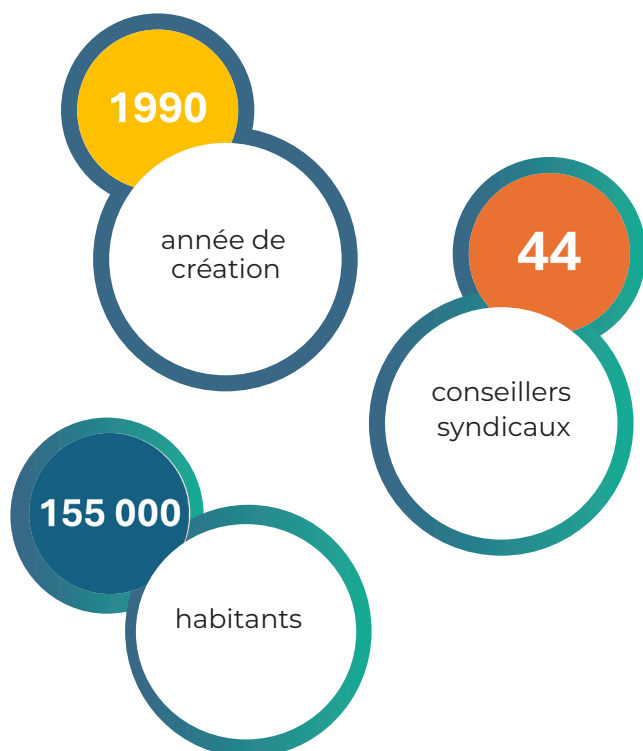 1990
année de
création
44
conseillers
syndicaux
155 000
habitants